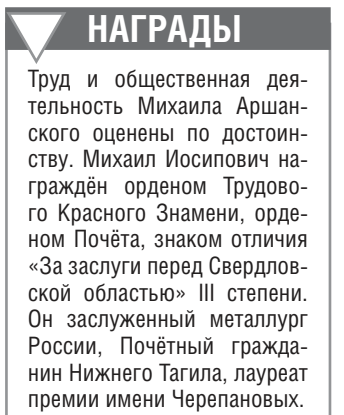 НАГРАДЫ
Труд и общественная дея-
тельность Михаила Аршан-
ского оценены по достоин-
ству. Михаил Иосипович на-
граждён орденом Трудово-
го Красного Знамени, орде-
ном Почёта, знаком отличия
«За заслуги перед Свердлов-
ской областью» III степени.
Он заслуженный металлург
России, Почётный гражда-
нин Нижнего Тагила, лауреат
премии имени Черепановых.